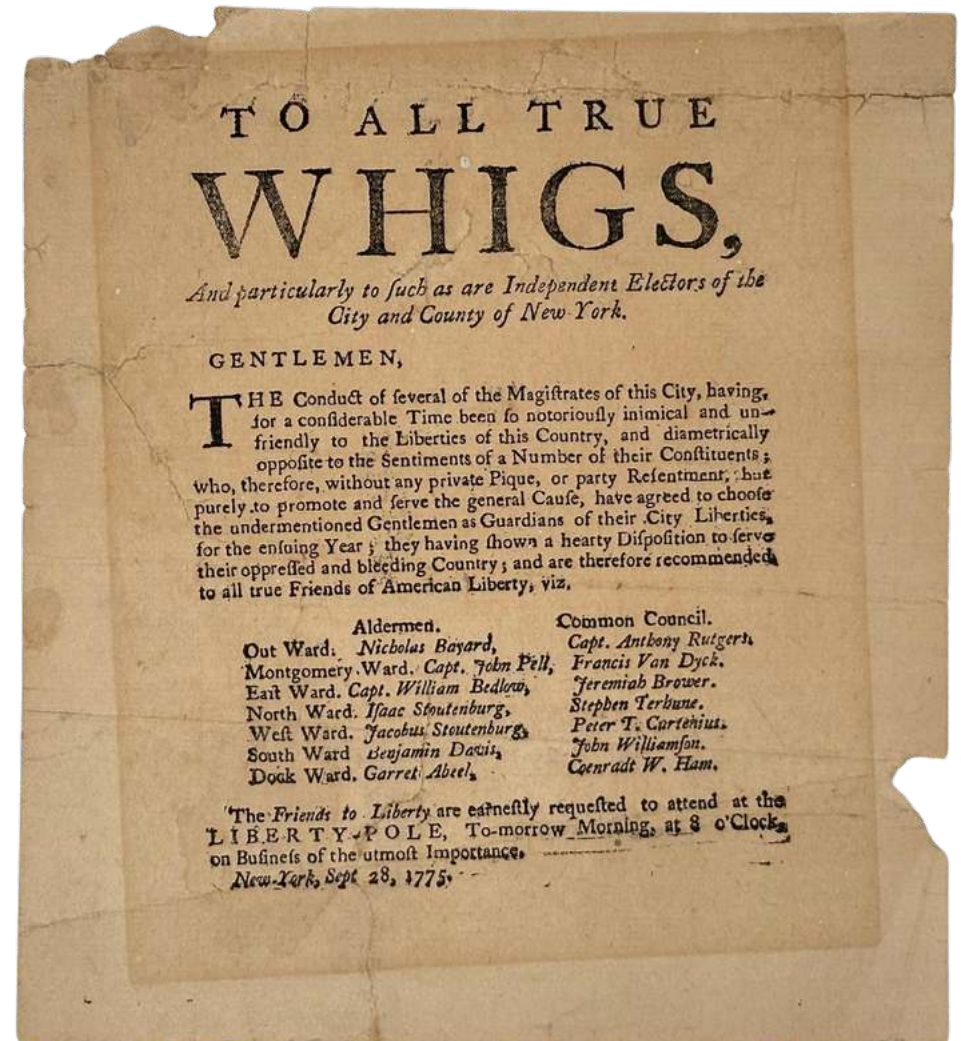 TO ALL TRUE
WHIGS,
And particularly to ſuch as are Independent Electors of the
City and County of New-York.
GENTLEMEN,
THE Conduct of ſeveral of the Magiſtrates of this City, having,
for a conſiderable Time been ſo notoriouſly inimical and un-
friendly to the Liberties of this Country, and diametrically
oppoſite to the Sentiments of a Number of their Conſtituents;
who, therefore, without any private Pique, or party Reſentment, but
purely to promote and ſerve the general Cauſe, have agreed to chooſe
the undermentioned Gentlemen as Guardians of their City Liberties,
for the enſuing Year; they having ſhown a hearty Diſpoſition to ſerve
their oppreſſed and bleeding Country; and are therefore recommended
to all true Friends of American Liberty, viz.
Aldermen. Common Council.
Out Ward. Nicholas Bayard, Capt. Anthony Rutgers,
Montgomery Ward. Capt. John Pell, Francis Van Dyck.
Eaſt Ward. Capt. William Bedlow, Jeremiah Brower.
North Ward. Iſaac Stoutenburg, Stephen Terhune.
Weſt Ward. Jacobus Stoutenburg, Peter T. Curtenius.
South Ward Benjamin Davis, John Williamſon.
Dock Ward. Garret Abeel, Coenradt W. Ham.
The Friends to Liberty are earneſtly requeſted to attend at the
LIBERTY-POLE, To-morrow Morning, at 8 o'Clock,
on Buſineſs of the utmoſt Importance.
New-York, Sept 28, 1775.